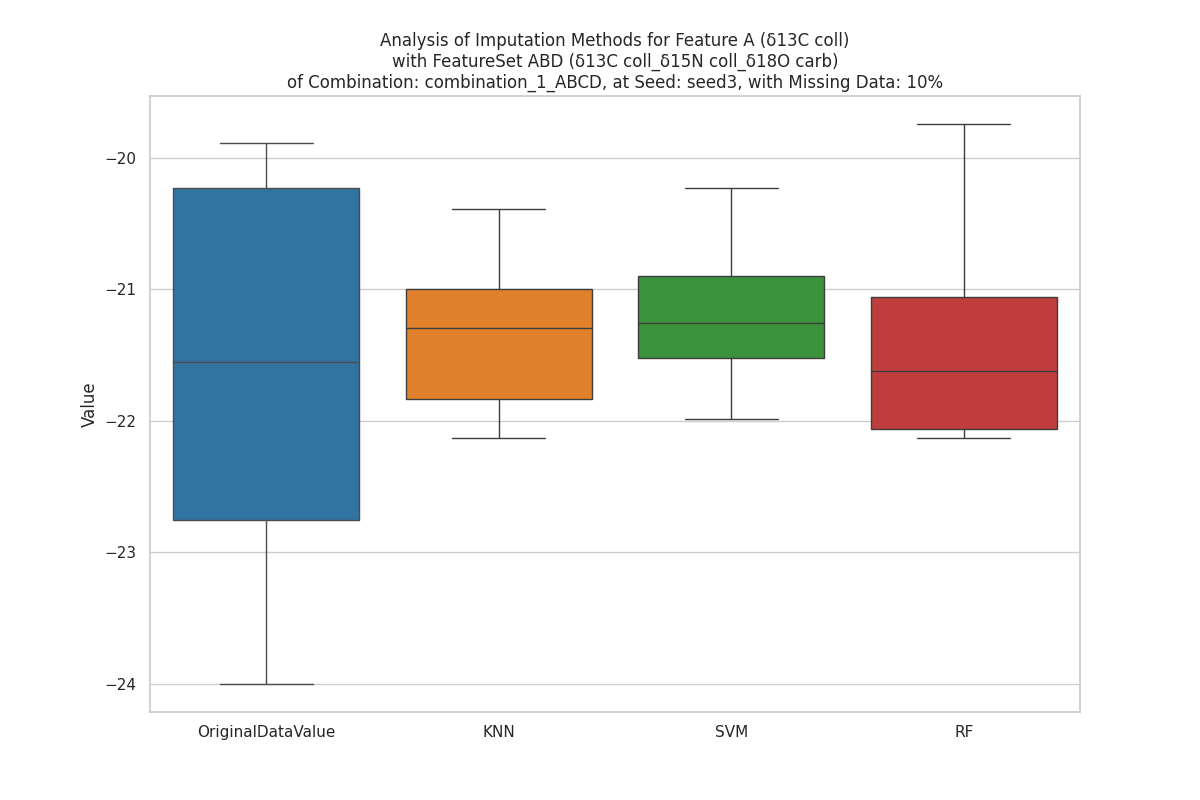 Analysis of Imputation Methods for Feature A (δ13C coll)
with FeatureSet ABD (δ13C coll_δ15N coll_δ18O carb)
of Combination: combination_1_ABCD, at Seed: seed3, with Missing Data: 10%
−20
−21
−22
−23
−24
Value
OriginalDataValue
KNN
SVM
RF